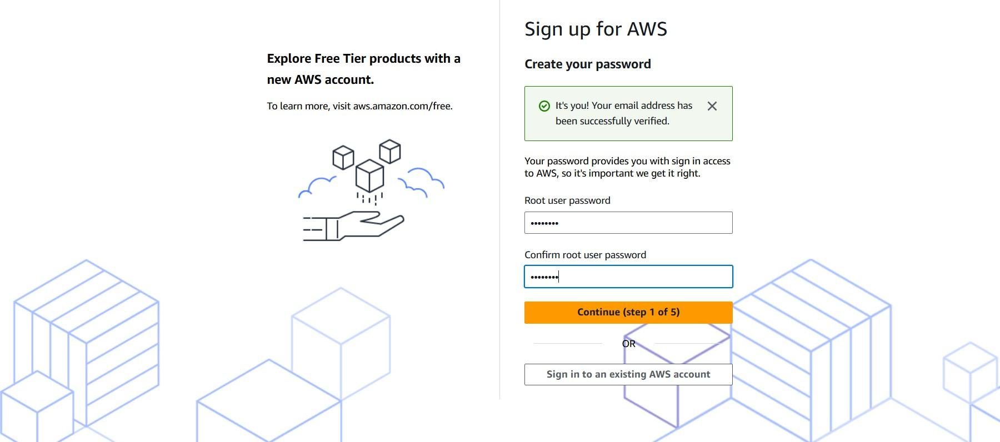 Explore Free Tier products with a
new AWS account.
To learn more, visit aws.amazon.com/free.
Sign up for AWS
Create your password
It's you! Your email address has
been successfully verified.
Your password provides you with sign in access
to AWS, so it's important we get it right.
Root user password
••••••••
Confirm root user password
••••••••
Continue (step 1 of 5)
OR
Sign in to an existing AWS account